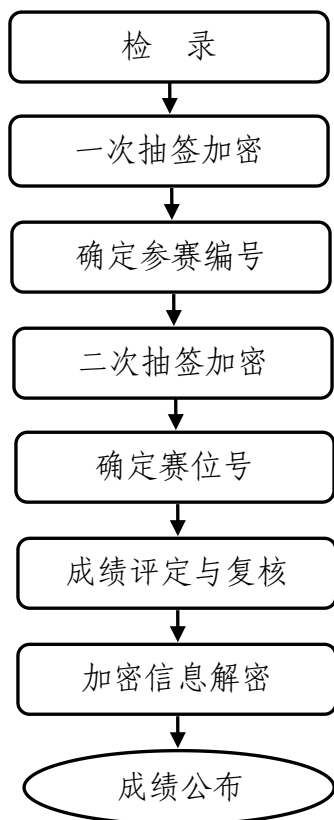 检　录
一次抽签加密
确定参赛编号
二次抽签加密
确定赛位号
成绩评定与复核
加密信息解密
成绩公布